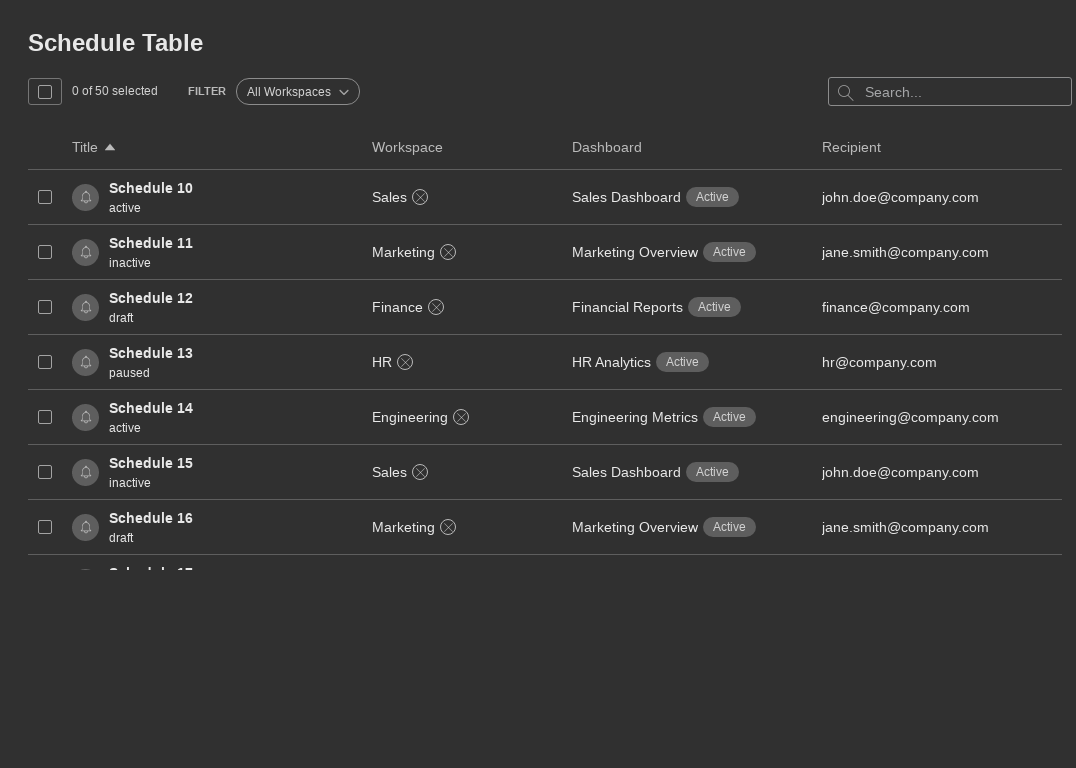 Schedule Table
0 of 50 selected FILTER All Workspaces Search...
Title Workspace Dashboard Recipient
Schedule 10
active
Sales Sales Dashboard Active john.doe@company.com
Schedule 11
inactive
Marketing Marketing Overview Active jane.smith@company.com
Schedule 12
draft
Finance Financial Reports Active finance@company.com
Schedule 13
paused
HR HR Analytics Active hr@company.com
Schedule 14
active
Engineering Engineering Metrics Active engineering@company.com
Schedule 15
inactive
Sales Sales Dashboard Active john.doe@company.com
Schedule 16
draft
Marketing Marketing Overview Active jane.smith@company.com